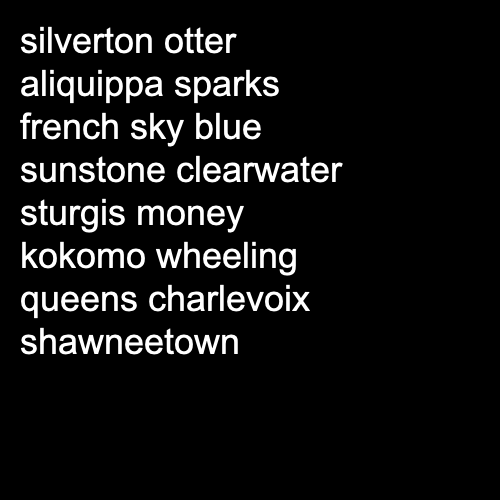 silverton otter
aliquippa sparks
french sky blue
sunstone clearwater
sturgis money
kokomo wheeling
queens charlevoix
shawneetown